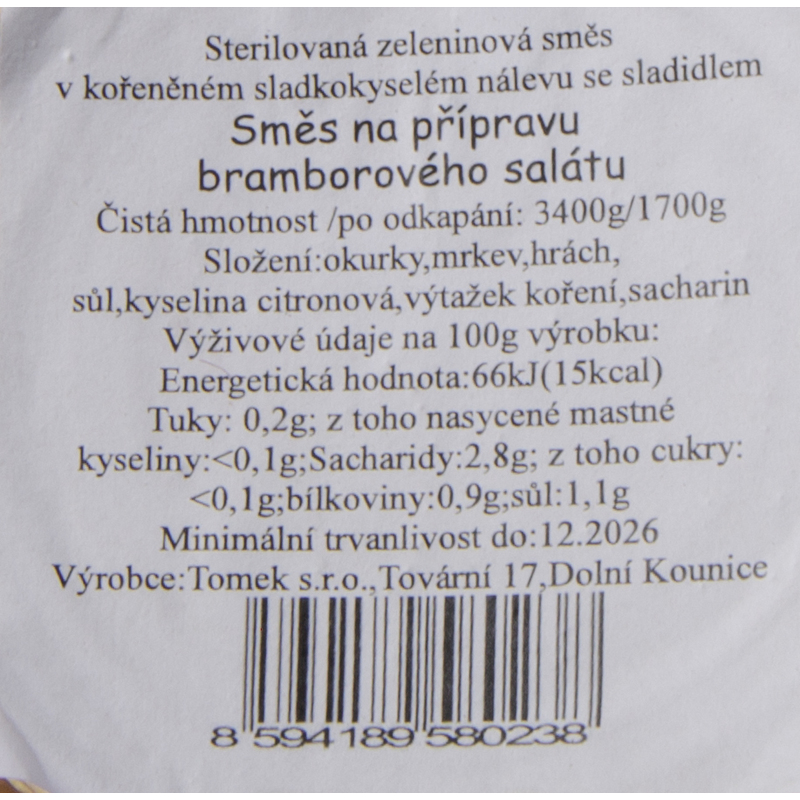 Sterilovaná zeleninová směs
v kořeněném sladkokyselém nálevu se sladidlem
Směs na přípravu
bramborového salátu
Čistá hmotnost /po odkapání: 3400g/1700g
Složení:okurky,mrkev,hrách,
sůl,kyselina citronová,výtažek koření,sacharin
Výživové údaje na 100g výrobku:
Energetická hodnota:66kJ(15kcal)
Tuky: 0,2g; z toho nasycené mastné
kyseliny:<0,1g;Sacharidy:2,8g; z toho cukry:
<0,1g;bílkoviny:0,9g;sůl:1,1g
Minimální trvanlivost do:12.2026
Výrobce:Tomek s.r.o.,Tovární 17,Dolní Kounice
8 594189 580238